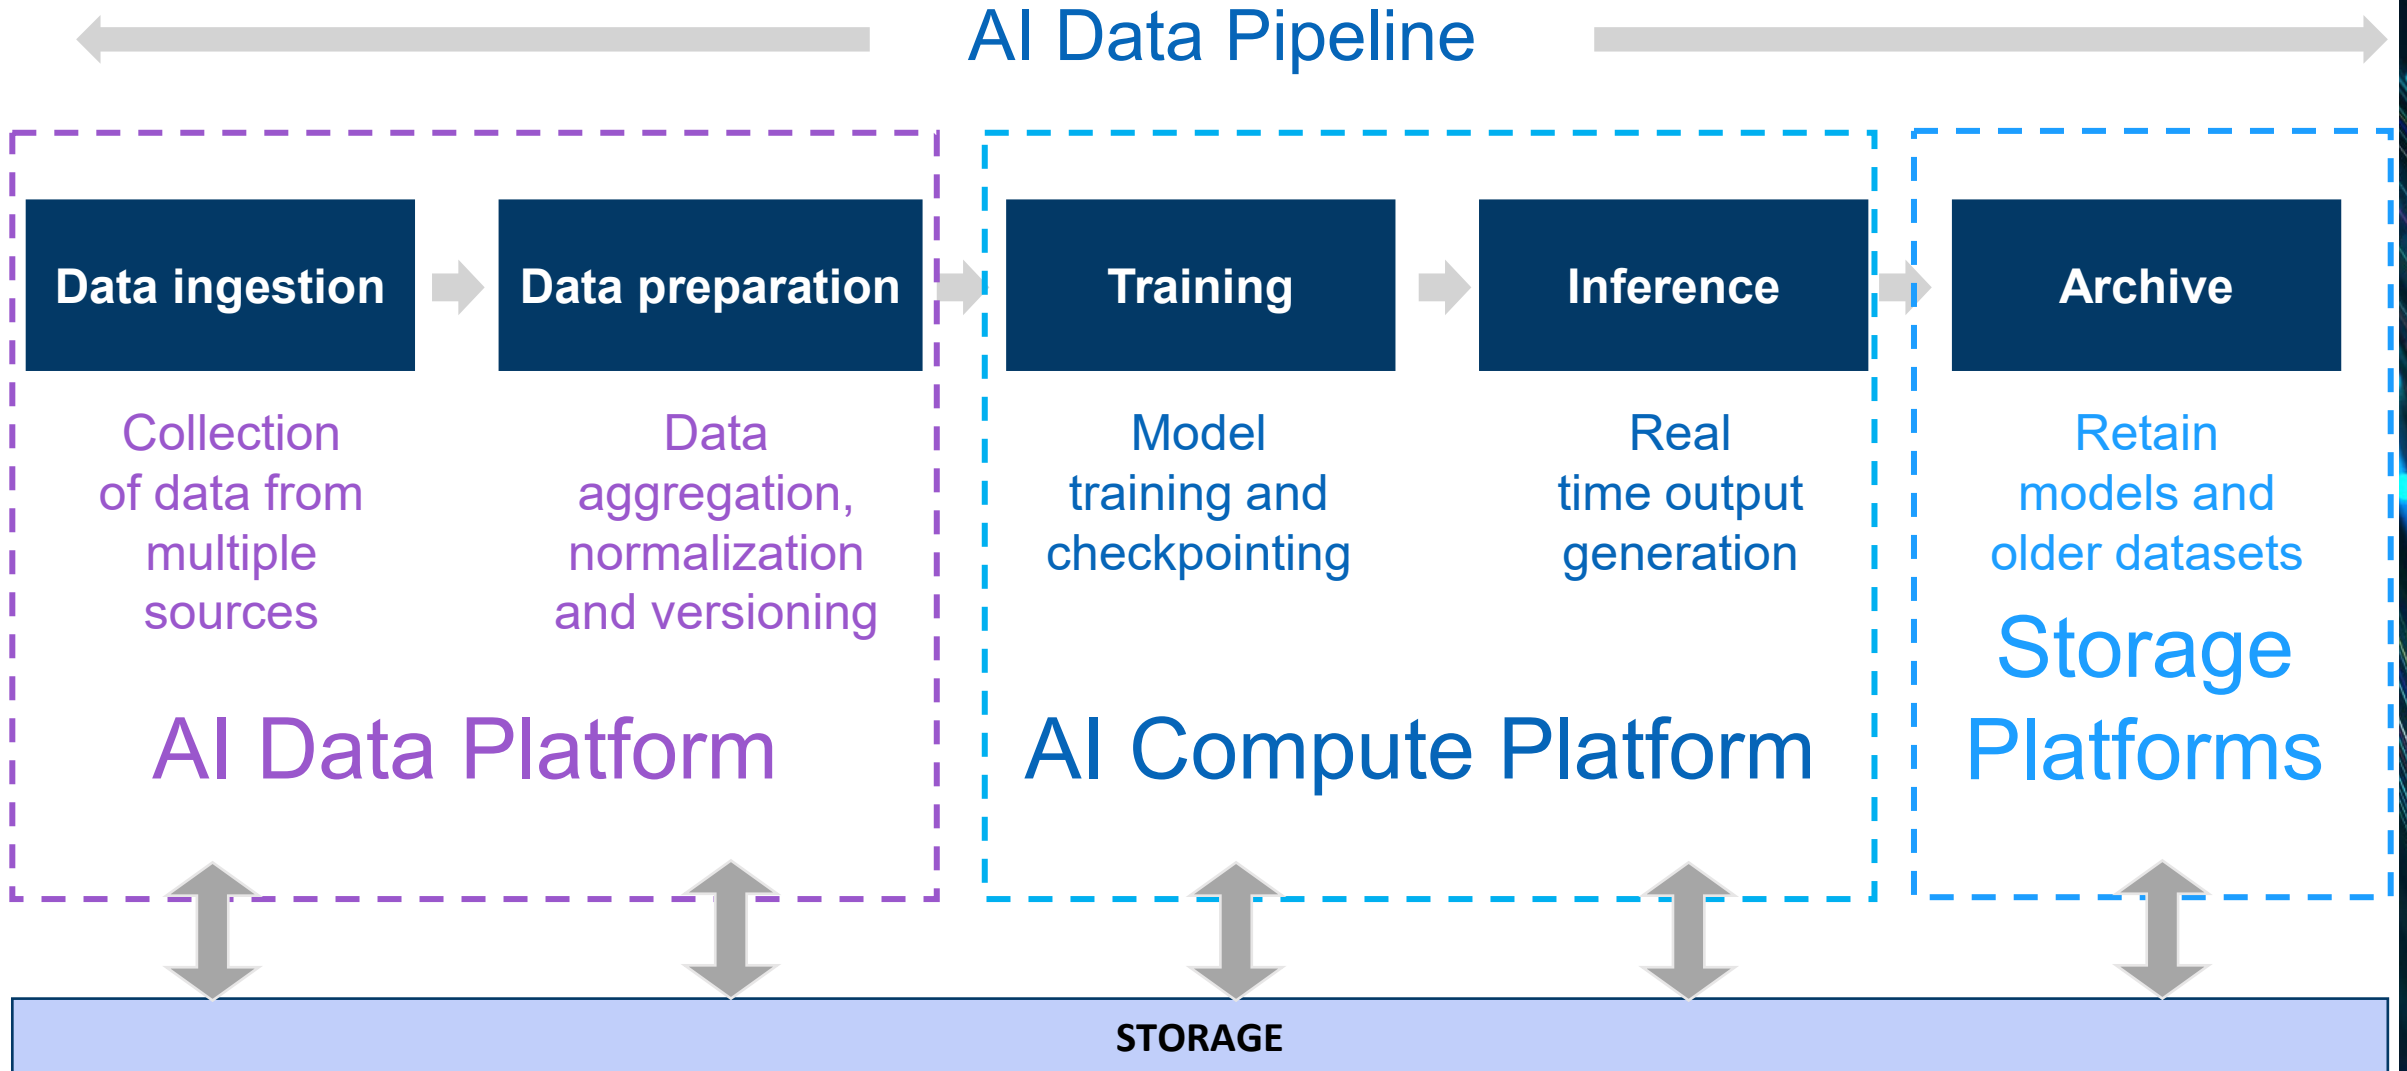 AI Data Pipeline
Data ingestion
Collection
of data from
multiple
sources
Data preparation
Data
aggregation,
normalization
and versioning
AI Data Platform
Training
Model
training and
checkpointing
Inference
Real
time output
generation
AI Compute Platform
Archive
Retain
models and
older datasets
Storage
Platforms
STORAGE